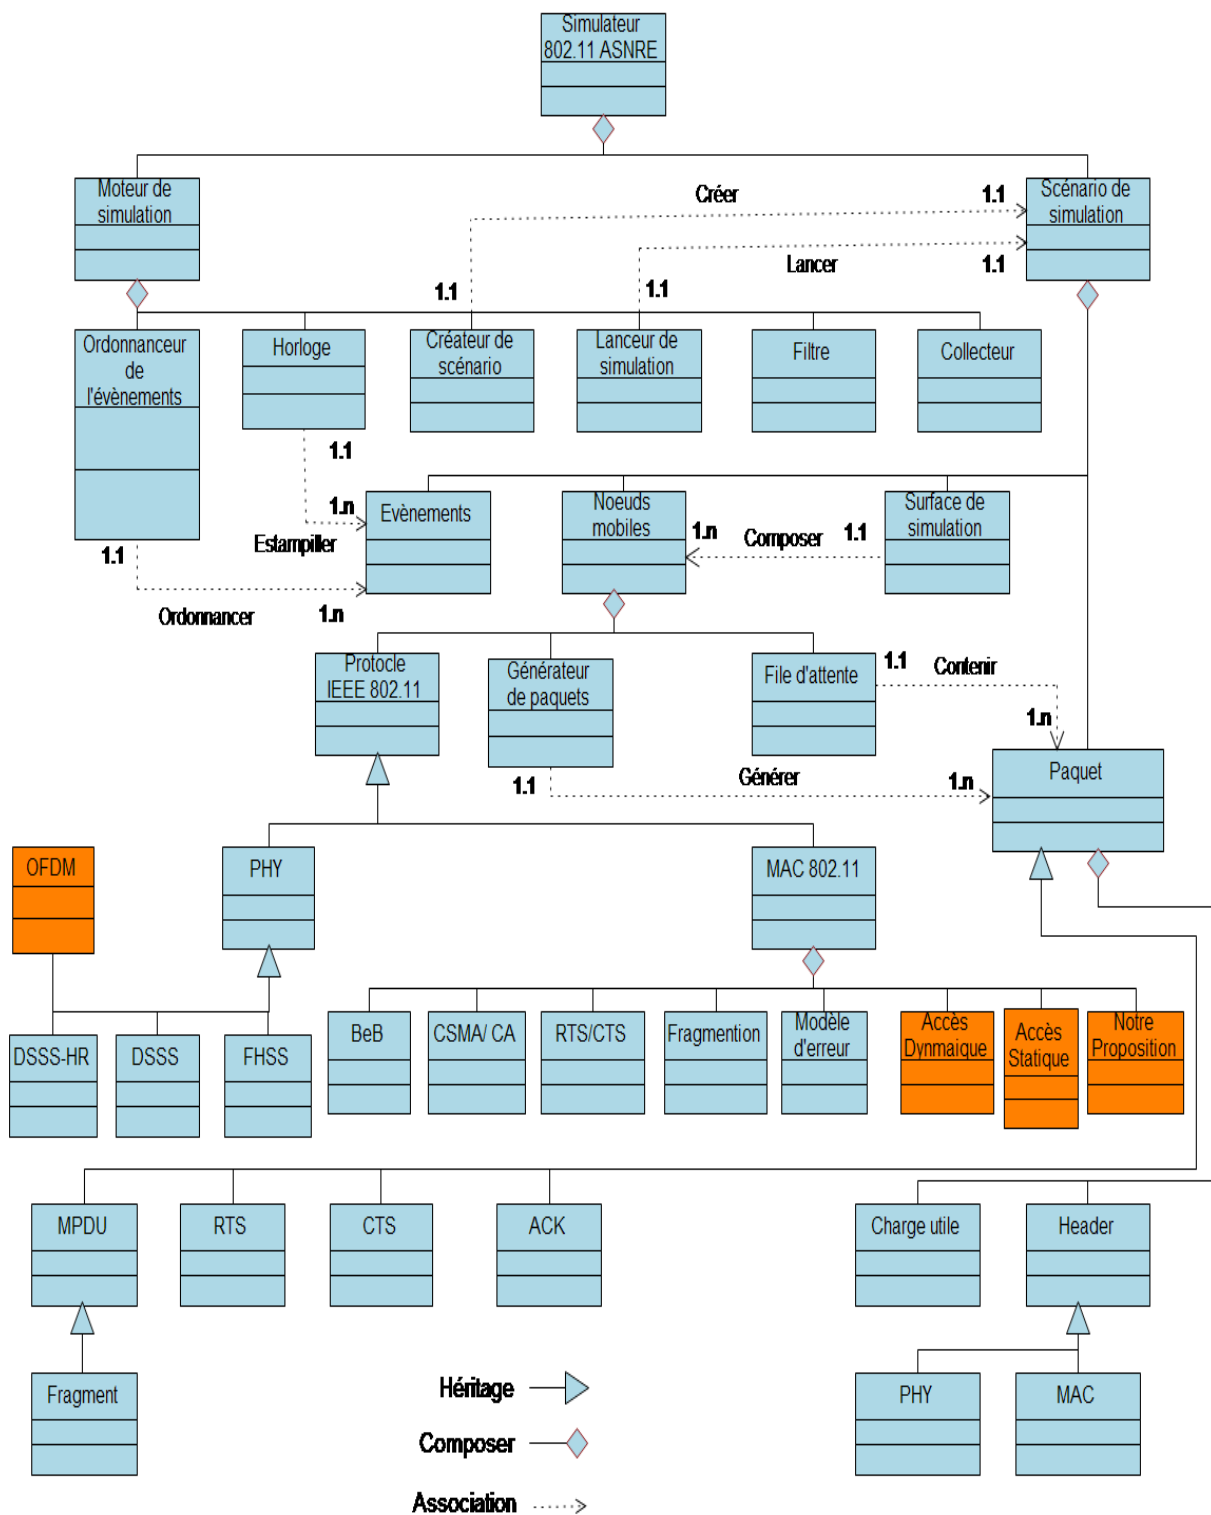 Simulateur
802.11 ASNRE
Moteur de
simulation
Créer
1.1
Scénario de
simulation
Lancer
1.1
1.1
1.1
Ordonnanceur
de
l'évènements
Horloge
Créateur de
scénario
Lanceur de
simulation
Filtre
Collecteur
1.1
1.n
Estampiller
Evènements
Noeuds
mobiles
1.n
Composer
1.1
Surface de
simulation
1.1
Ordonnancer
1.n
Protocle
IEEE 802.11
Générateur
de paquets
File d'attente
1.1
Contenir
1.n
1.1
Générer
1.n
Paquet
OFDM
PHY
MAC 802.11
DSSS-HR
DSSS
FHSS
BeB
CSMA/ CA
RTS/CTS
Fragmention
Modèle
d'erreur
Accès
Dynmaique
Accès
Statique
Notre
Proposition
MPDU
RTS
CTS
ACK
Charge utile
Header
Fragment
PHY
MAC
Héritage
Composer
Association